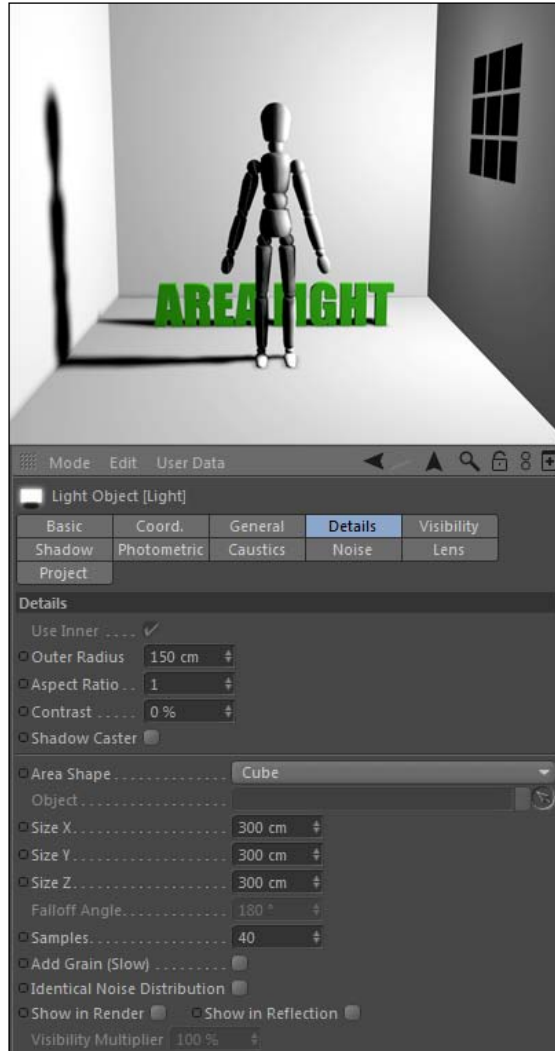 AREA LIGHT
Mode Edit User Data
Light Object [Light]
Basic Coord. General Details Visibility
Shadow Photometric Caustics Noise Lens
Project
Details
Use Inner . . . .
Outer Radius 150 cm
Aspect Ratio . . 1
Contrast . . . . . 0 %
Shadow Caster
Area Shape . . . . . . . . . . . . . Cube
Object . . . . . . . . . . . . . . . . .
Size X. . . . . . . . . . . . . . . . . . 300 cm
Size Y. . . . . . . . . . . . . . . . . . 300 cm
Size Z. . . . . . . . . . . . . . . . . . 300 cm
Falloff Angle. . . . . . . . . . . . 180 °
Samples. . . . . . . . . . . . . . . . 40
Add Grain (Slow) . . . . . . . .
Identical Noise Distribution
Show in Render Show in Reflection
Visibility Multiplier 100 %